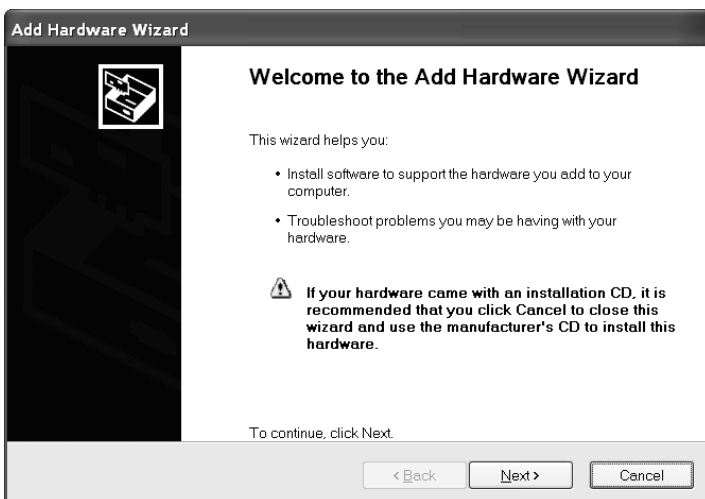 Add Hardware Wizard
Welcome to the Add Hardware Wizard
This wizard helps you:
• Install software to support the hardware you add to your
computer.
• Troubleshoot problems you may be having with your
hardware.
If your hardware came with an installation CD, it is
recommended that you click Cancel to close this
wizard and use the manufacturer's CD to install this
hardware.
To continue, click Next.
< Back Next > Cancel